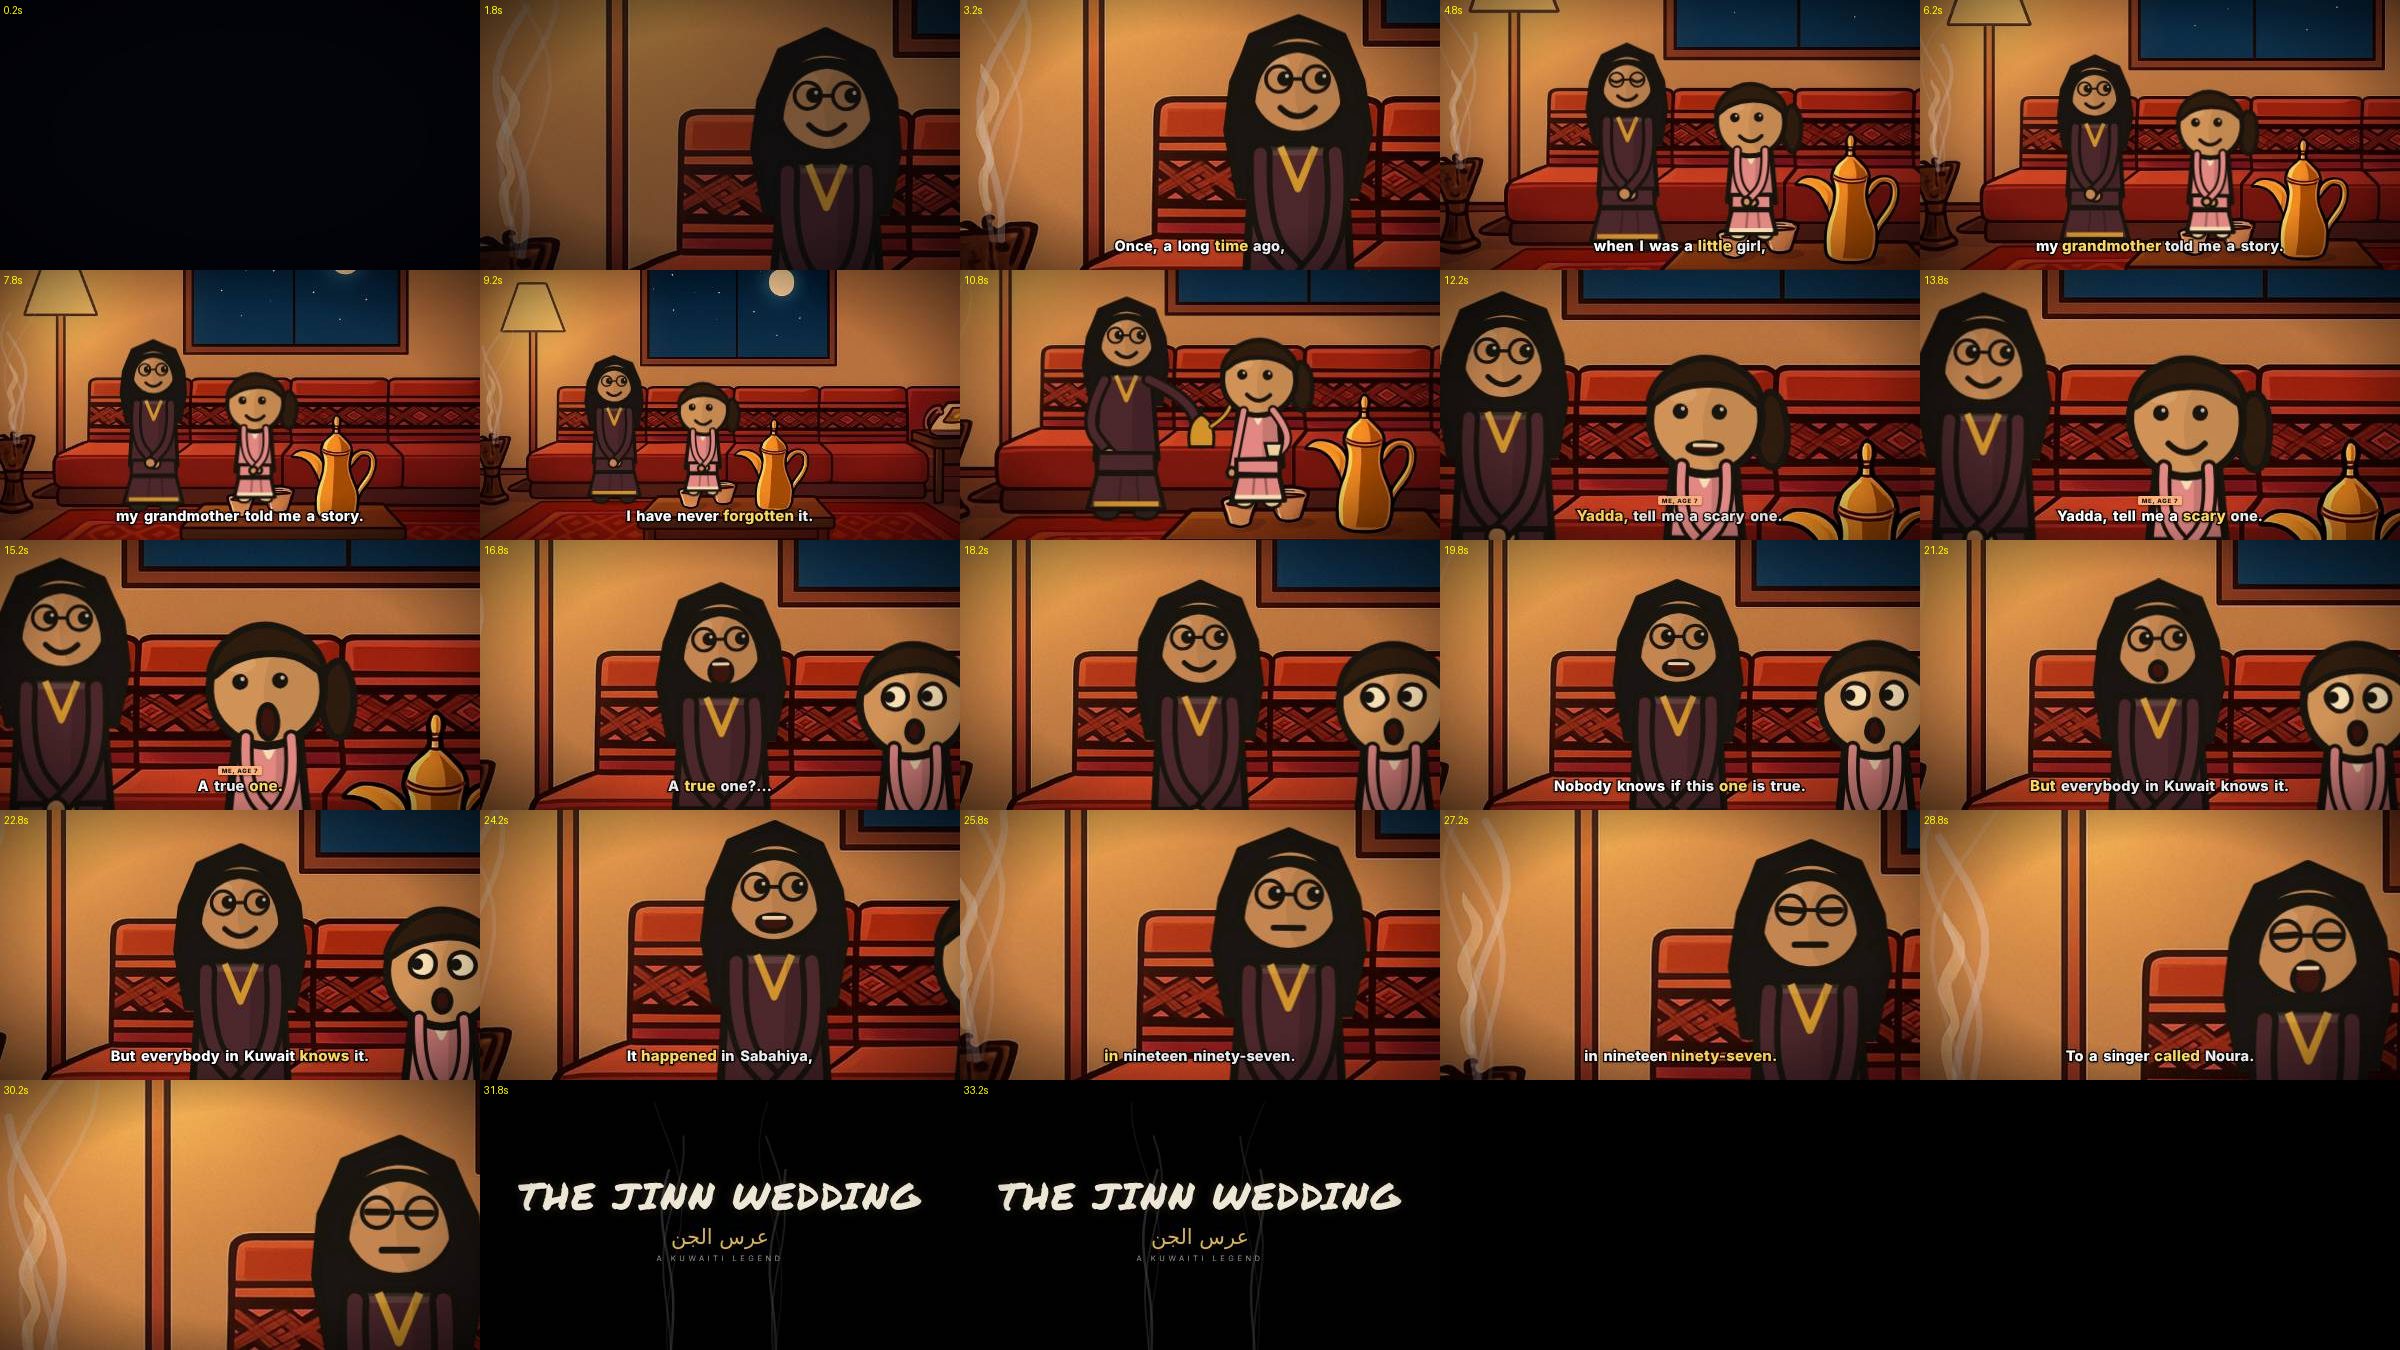 0.2s
1.8s
3.2s
Once, a long time ago,
4.8s
when I was a little girl,
6.2s
my grandmother told me a story.
7.8s
my grandmother told me a story.
9.2s
I have never forgotten it.
10.8s
12.2s
ME, AGE 7
Yadda, tell me a scary one.
13.8s
ME, AGE 7
Yadda, tell me a scary one.
15.2s
ME, AGE 7
A true one.
16.8s
A true one?...
18.2s
19.8s
Nobody knows if this one is true.
21.2s
But everybody in Kuwait knows it.
22.8s
But everybody in Kuwait knows it.
24.2s
It happened in Sabahiya,
25.8s
in nineteen ninety-seven.
27.2s
in nineteen ninety-seven.
28.8s
To a singer called Noura.
30.2s
31.8s
THE JINN WEDDING
عرس الجن
A KUWAITI LEGEND
33.2s
THE JINN WEDDING
عرس الجن
A KUWAITI LEGEND